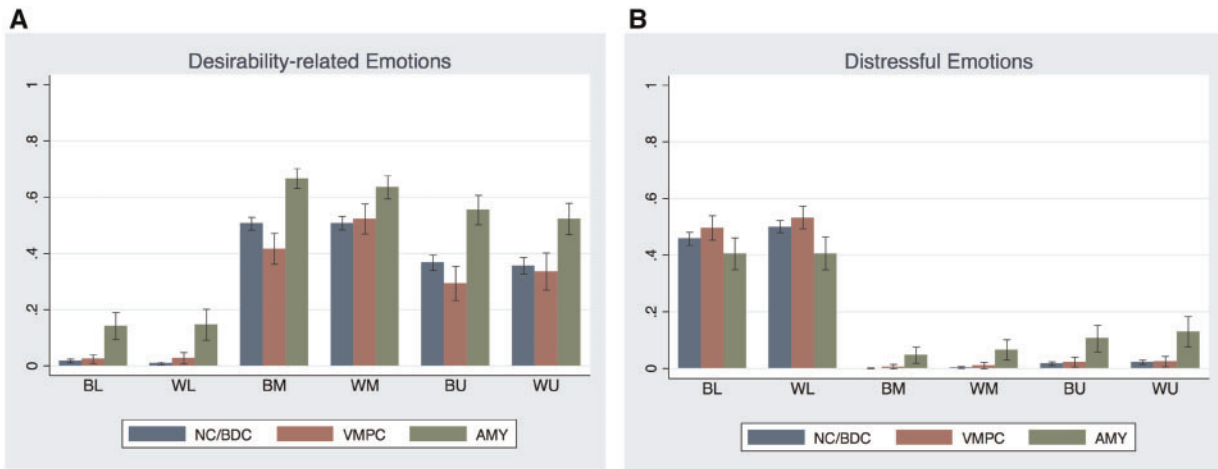 A
Desirability-related Emotions
1
.8
.6
.4
.2
0
BL WL BM WM BU WU
NC/BDC VMPC AMY
B
Distressful Emotions
1
.8
.6
.4
.2
0
BL WL BM WM BU WU
NC/BDC VMPC AMY